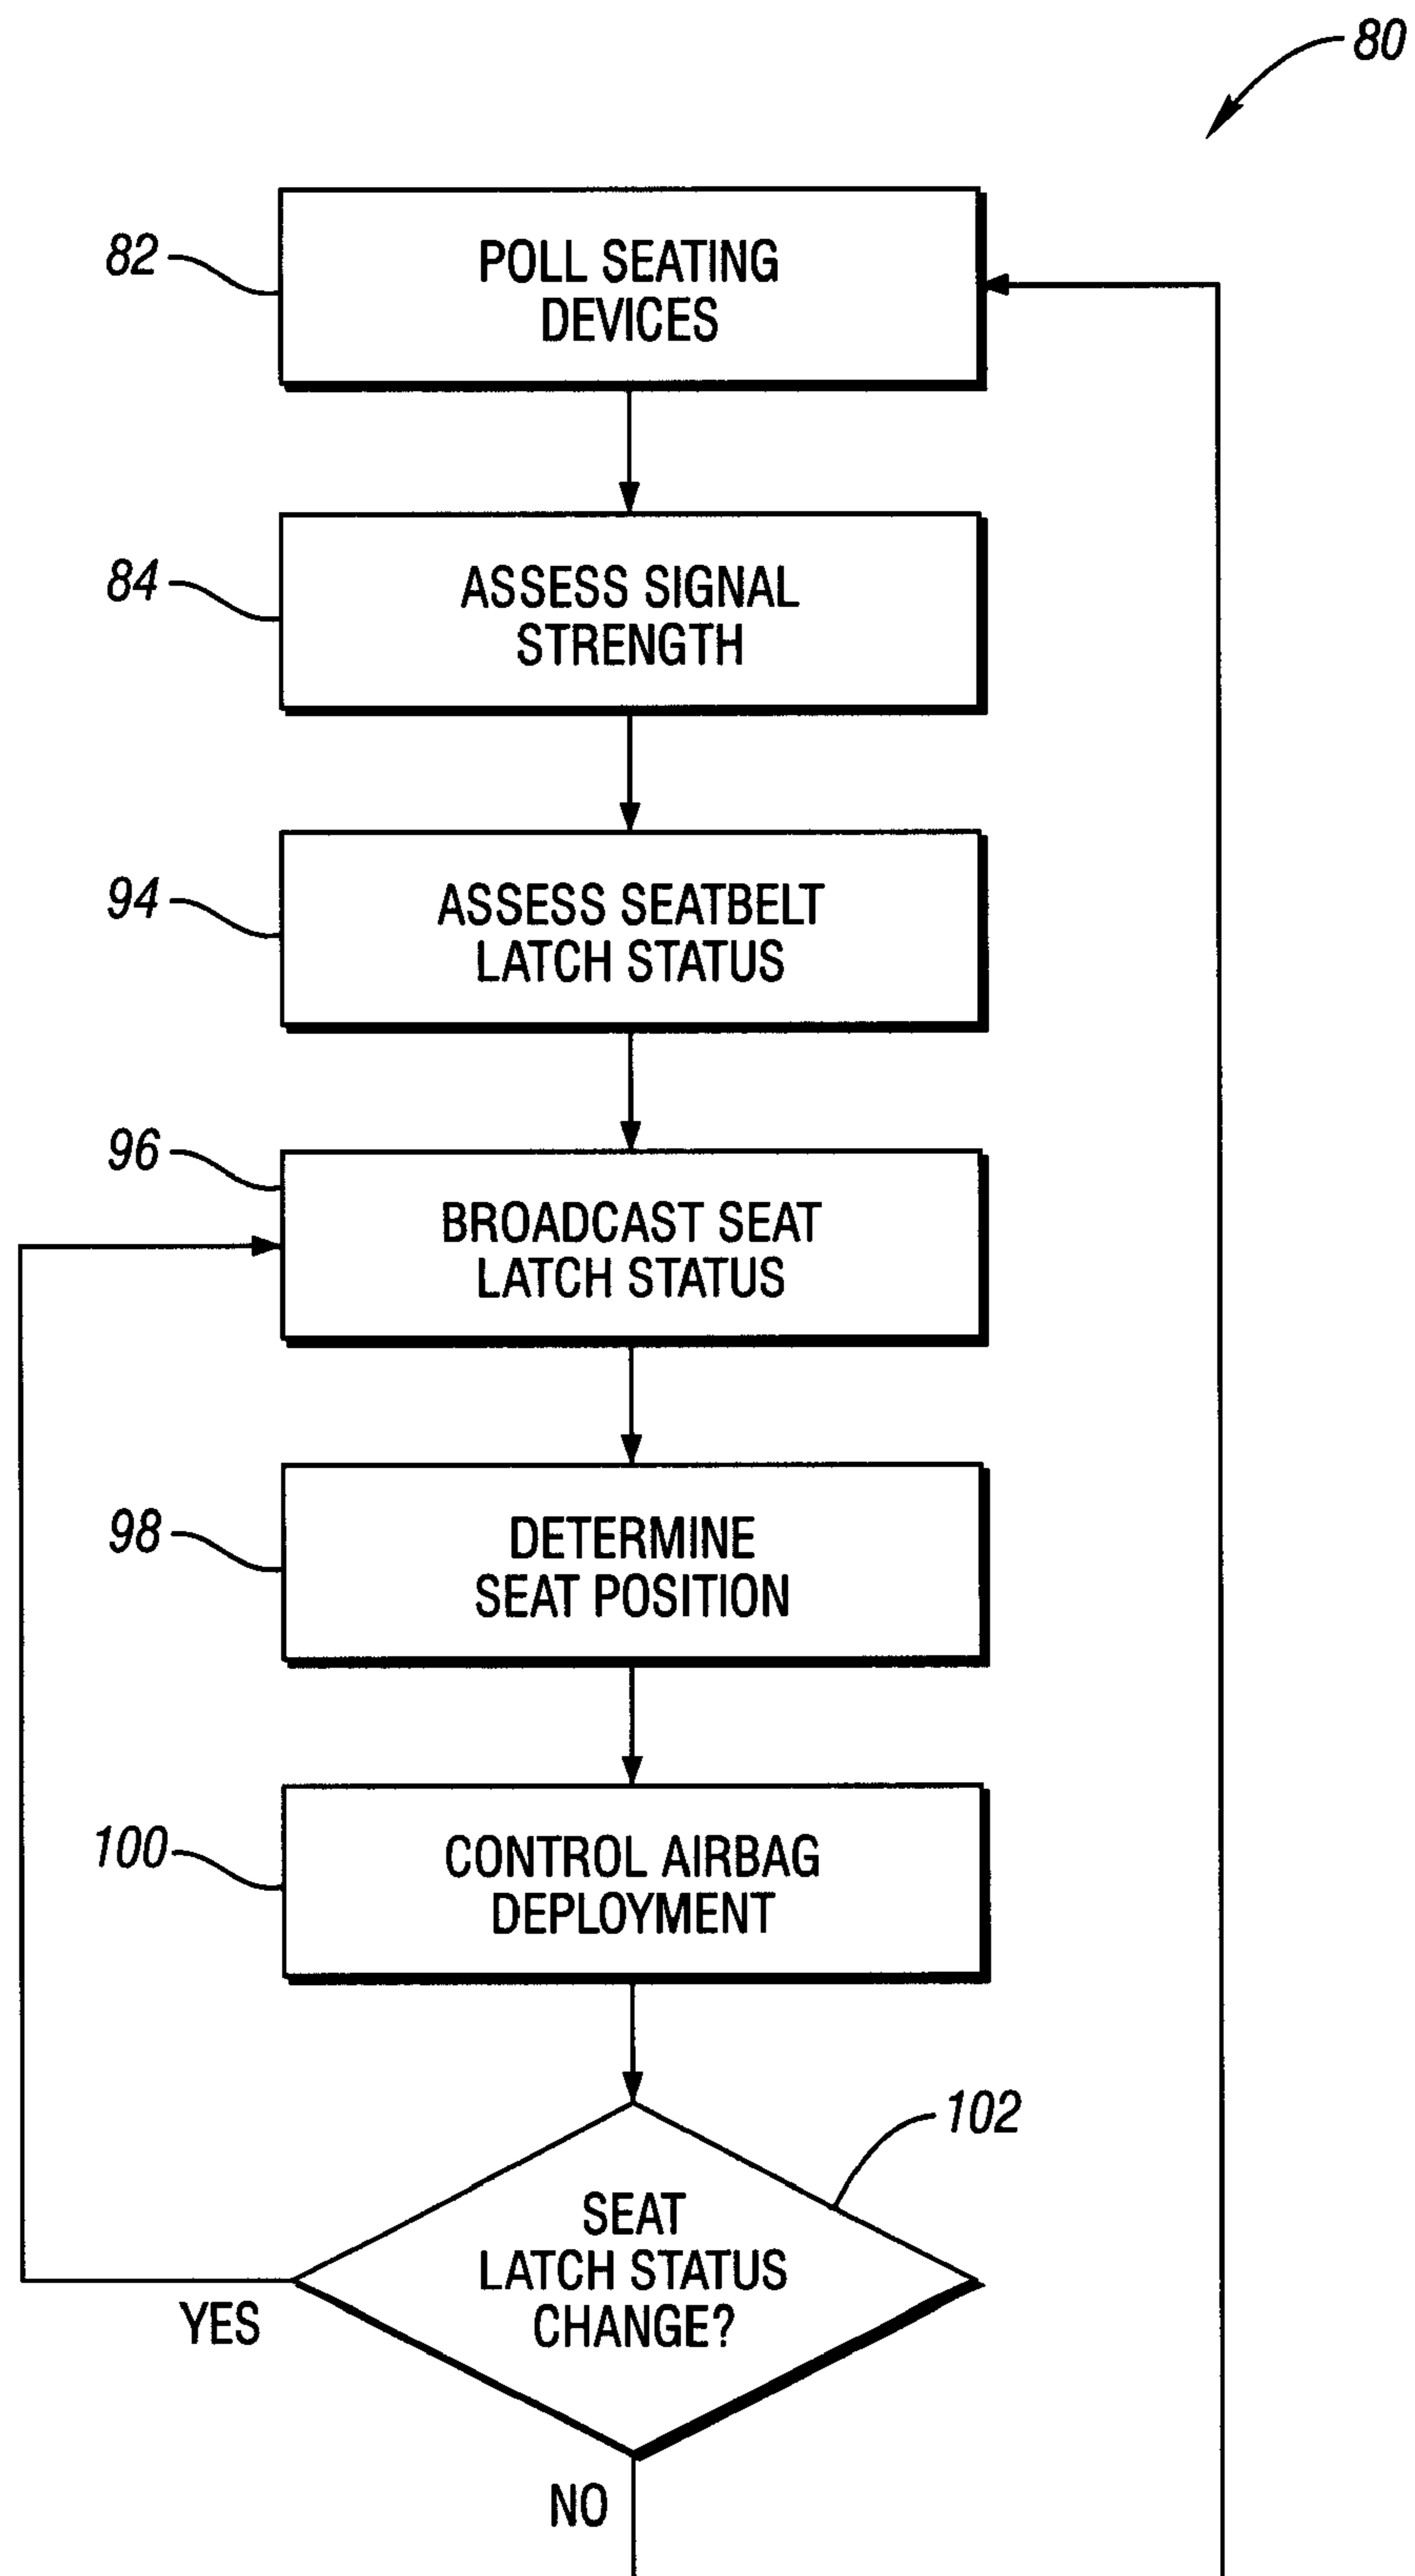 80
82
POLL SEATING
DEVICES
84
ASSESS SIGNAL
STRENGTH
94
ASSESS SEATBELT
LATCH STATUS
96
BROADCAST SEAT
LATCH STATUS
98
DETERMINE
SEAT POSITION
100
CONTROL AIRBAG
DEPLOYMENT
102
SEAT
LATCH STATUS
CHANGE?
YES
NO